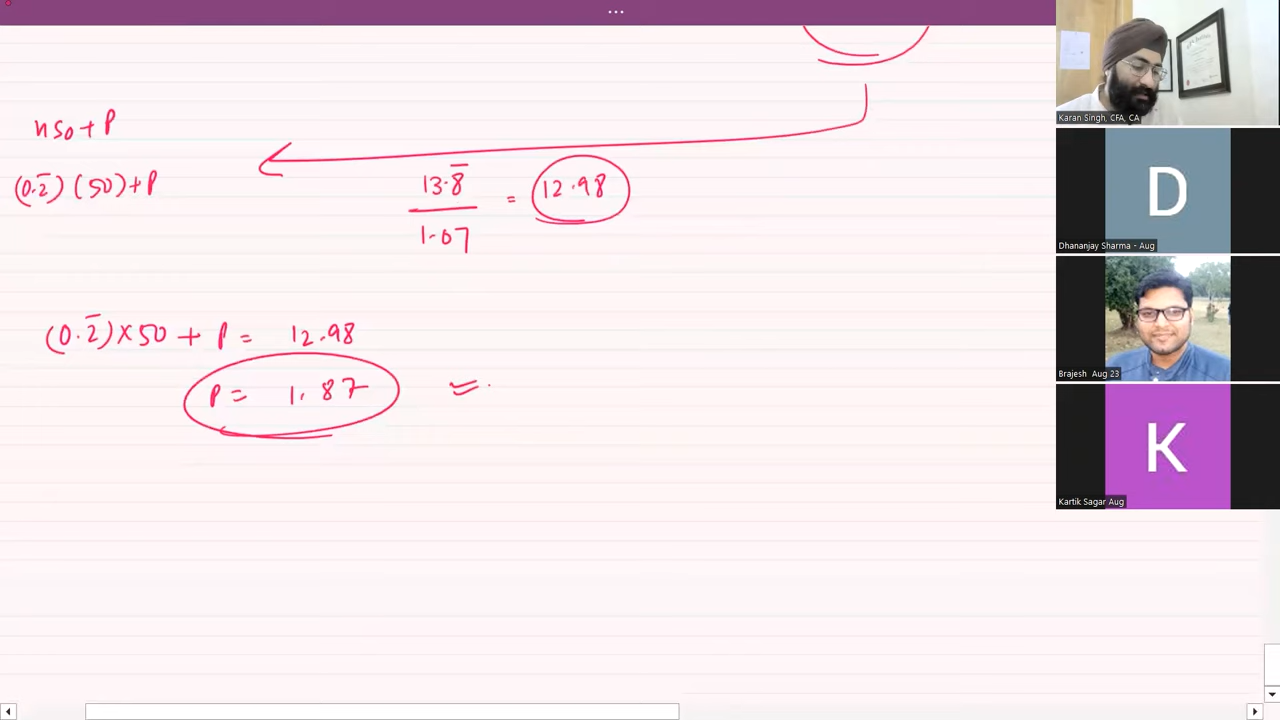 ...
hS₀ + P
(0.2̅) (50) + P
13.8̅
1.07
= 12.98
(0.2̅) × 50 + P = 12.98
P = 1.87
Karan Singh, CFA, CA
D
Dhananjay Sharma - Aug
Brajesh Aug 23
K
Kartik Sagar Aug